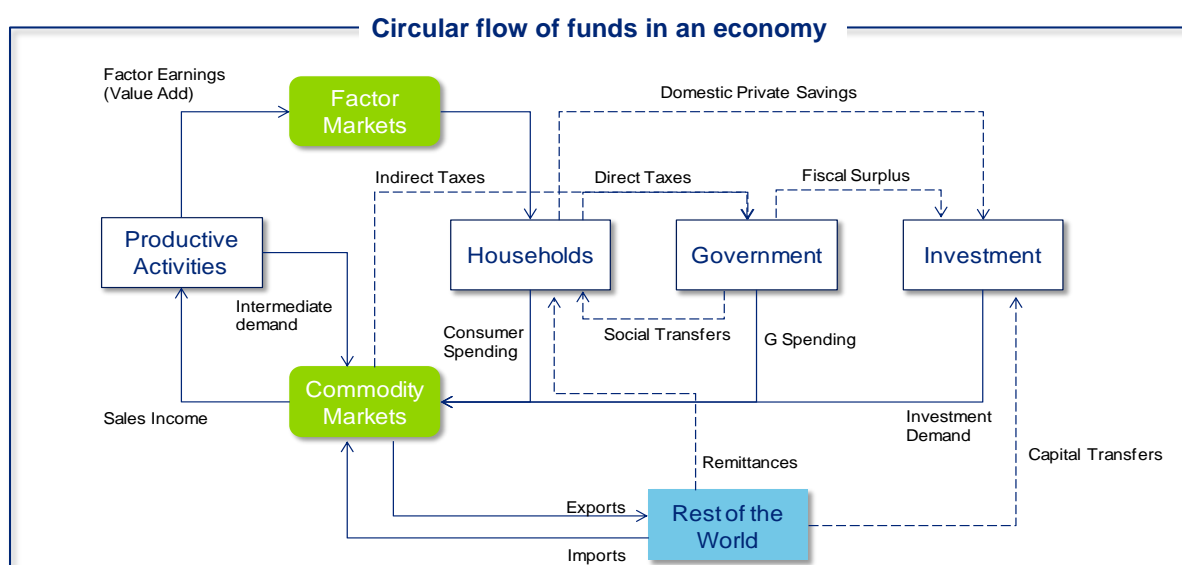 Circular flow of funds in an economy
Factor Earnings
(Value Add)
Factor
Markets
Domestic Private Savings
Indirect Taxes
Direct Taxes
Fiscal Surplus
Productive
Activities
Households
Government
Investment
Intermediate
demand
Consumer
Spending
Social Transfers
G Spending
Commodity
Markets
Sales Income
Investment
Demand
Remittances
Capital Transfers
Exports
Rest of the
World
Imports